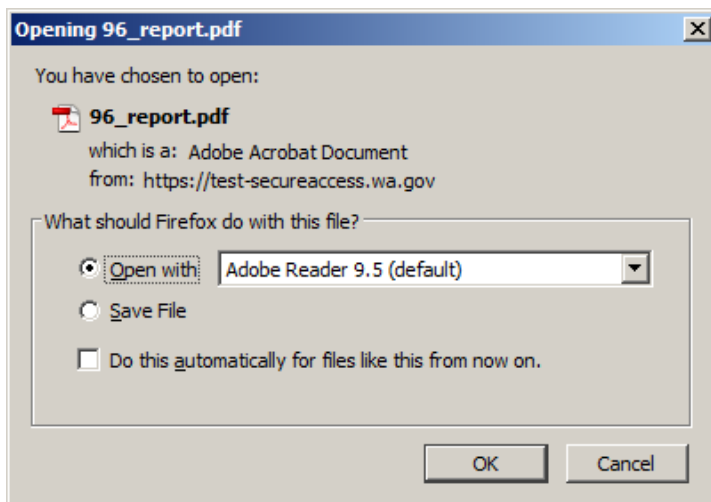 Opening 96_report.pdf
You have chosen to open:
96_report.pdf
which is a: Adobe Acrobat Document
from: https://test-secureaccess.wa.gov
What should Firefox do with this file?
Open with Adobe Reader 9.5 (default)
Save File
Do this automatically for files like this from now on.
OK Cancel